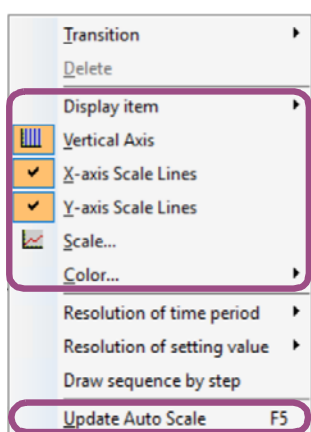 Transition
Delete
Display item
Vertical Axis
X-axis Scale Lines
Y-axis Scale Lines
Scale...
Color...
Resolution of time period
Resolution of setting value
Draw sequence by step
Update Auto Scale F5